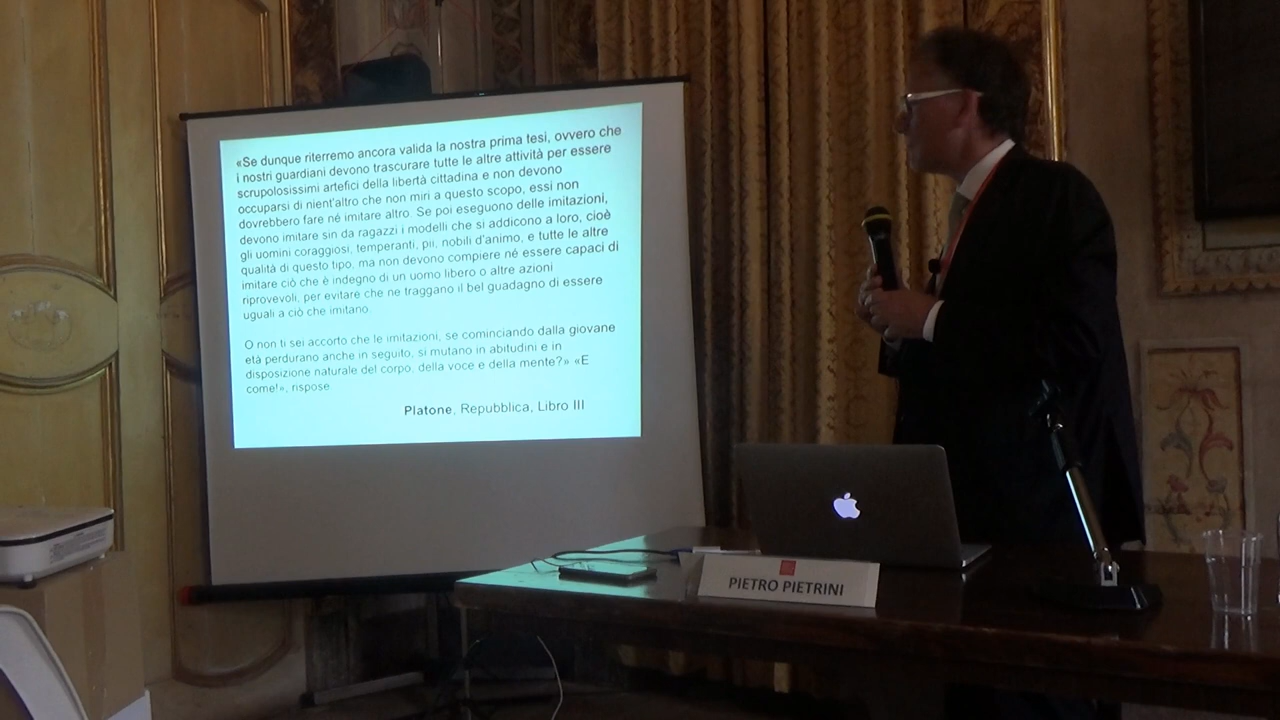 «Se dunque riterremo ancora valida la nostra prima tesi, ovvero che
i nostri guardiani devono trascurare tutte le altre attività per essere
scrupolosissimi artefici della libertà cittadina e non devono
occuparsi di nient'altro che non miri a questo scopo, essi non
dovrebbero fare né imitare altro. Se poi eseguono delle imitazioni,
devono imitare sin da ragazzi i modelli che si addicono a loro, cioè
gli uomini coraggiosi, temperanti, pii, nobili d'animo, e tutte le altre
qualità di questo tipo, ma non devono compiere né essere capaci di
imitare ciò che è indegno di un uomo libero o altre azioni
riprovevoli, per evitare che ne traggano il bel guadagno di essere
uguali a ciò che imitano.
O non ti sei accorto che le imitazioni, se cominciando dalla giovane
età perdurano anche in seguito, si mutano in abitudini e in
disposizione naturale del corpo, della voce e della mente?» «E
come!», rispose.
Platone, Repubblica, Libro III
PIETRO PIETRINI